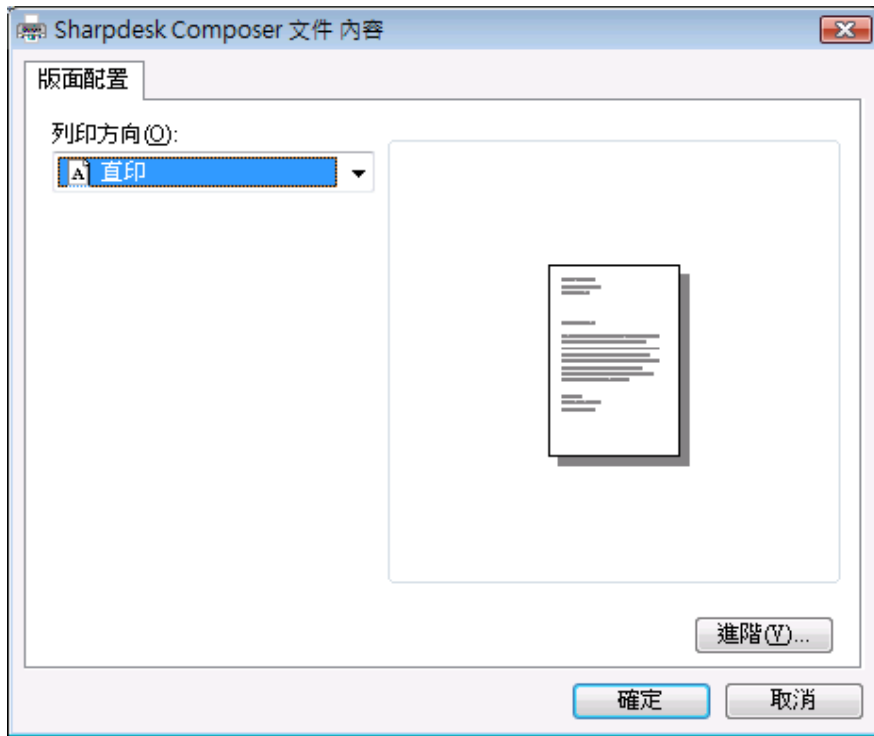 Sharpdesk Composer 文件 內容
版面配置
列印方向(O):
A 直印
進階(V)...
確定
取消